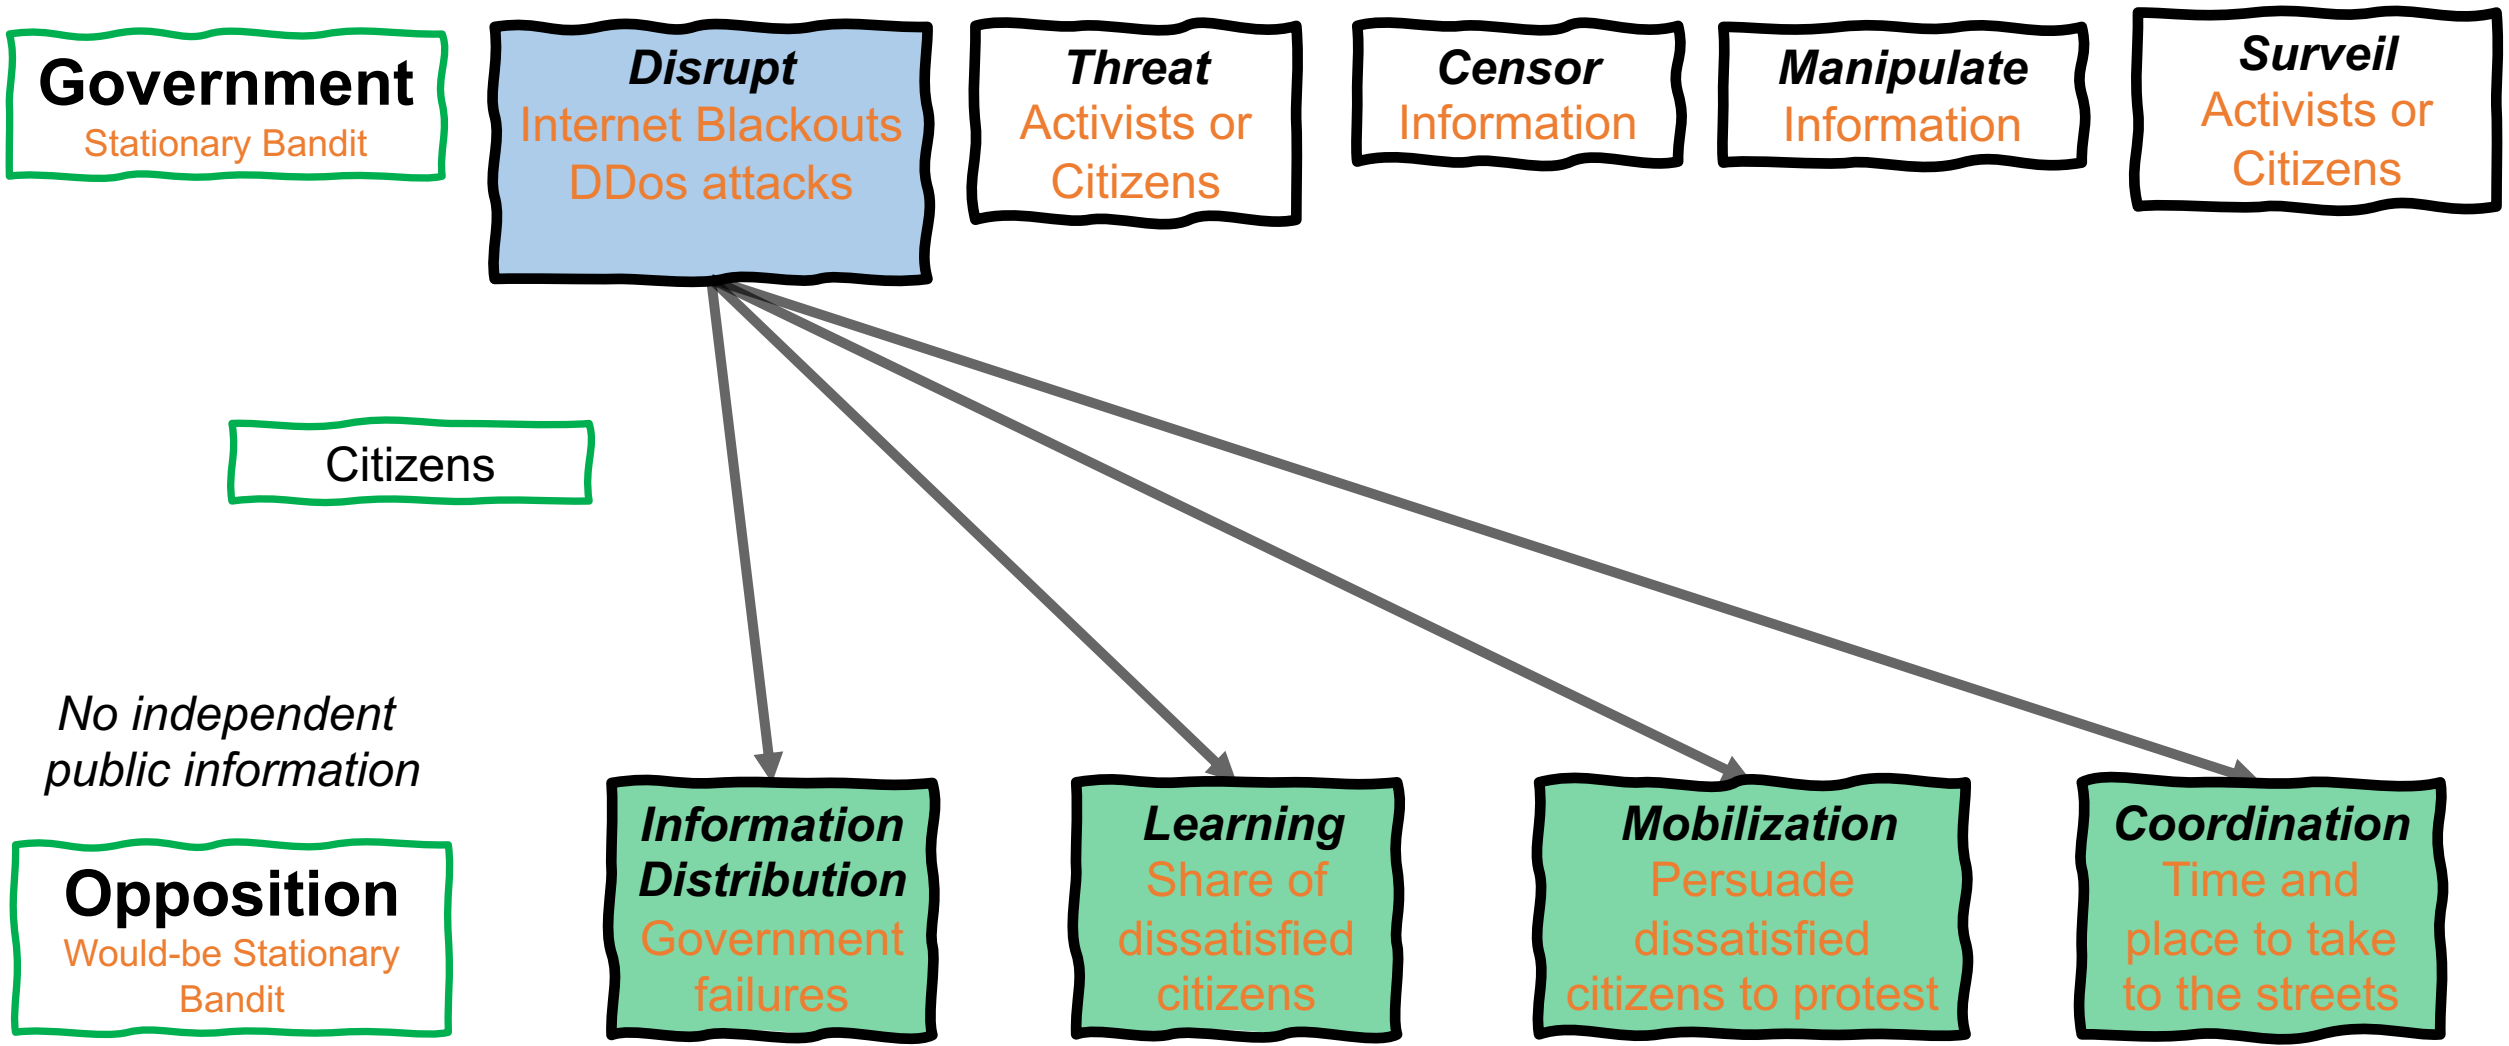 Government
Stationary Bandit
Disrupt
Internet Blackouts
DDos attacks
Threat
Activists or
Citizens
Censor
Information
Manipulate
Information
Surveil
Activists or
Citizens
Citizens
No independent
public information
Opposition
Would-be Stationary
Bandit
Information
Distribution
Government
failures
Learning
Share of
dissatisfied
citizens
Mobilization
Persuade
dissatisfied
citizens to protest
Coordination
Time and
place to take
to the streets